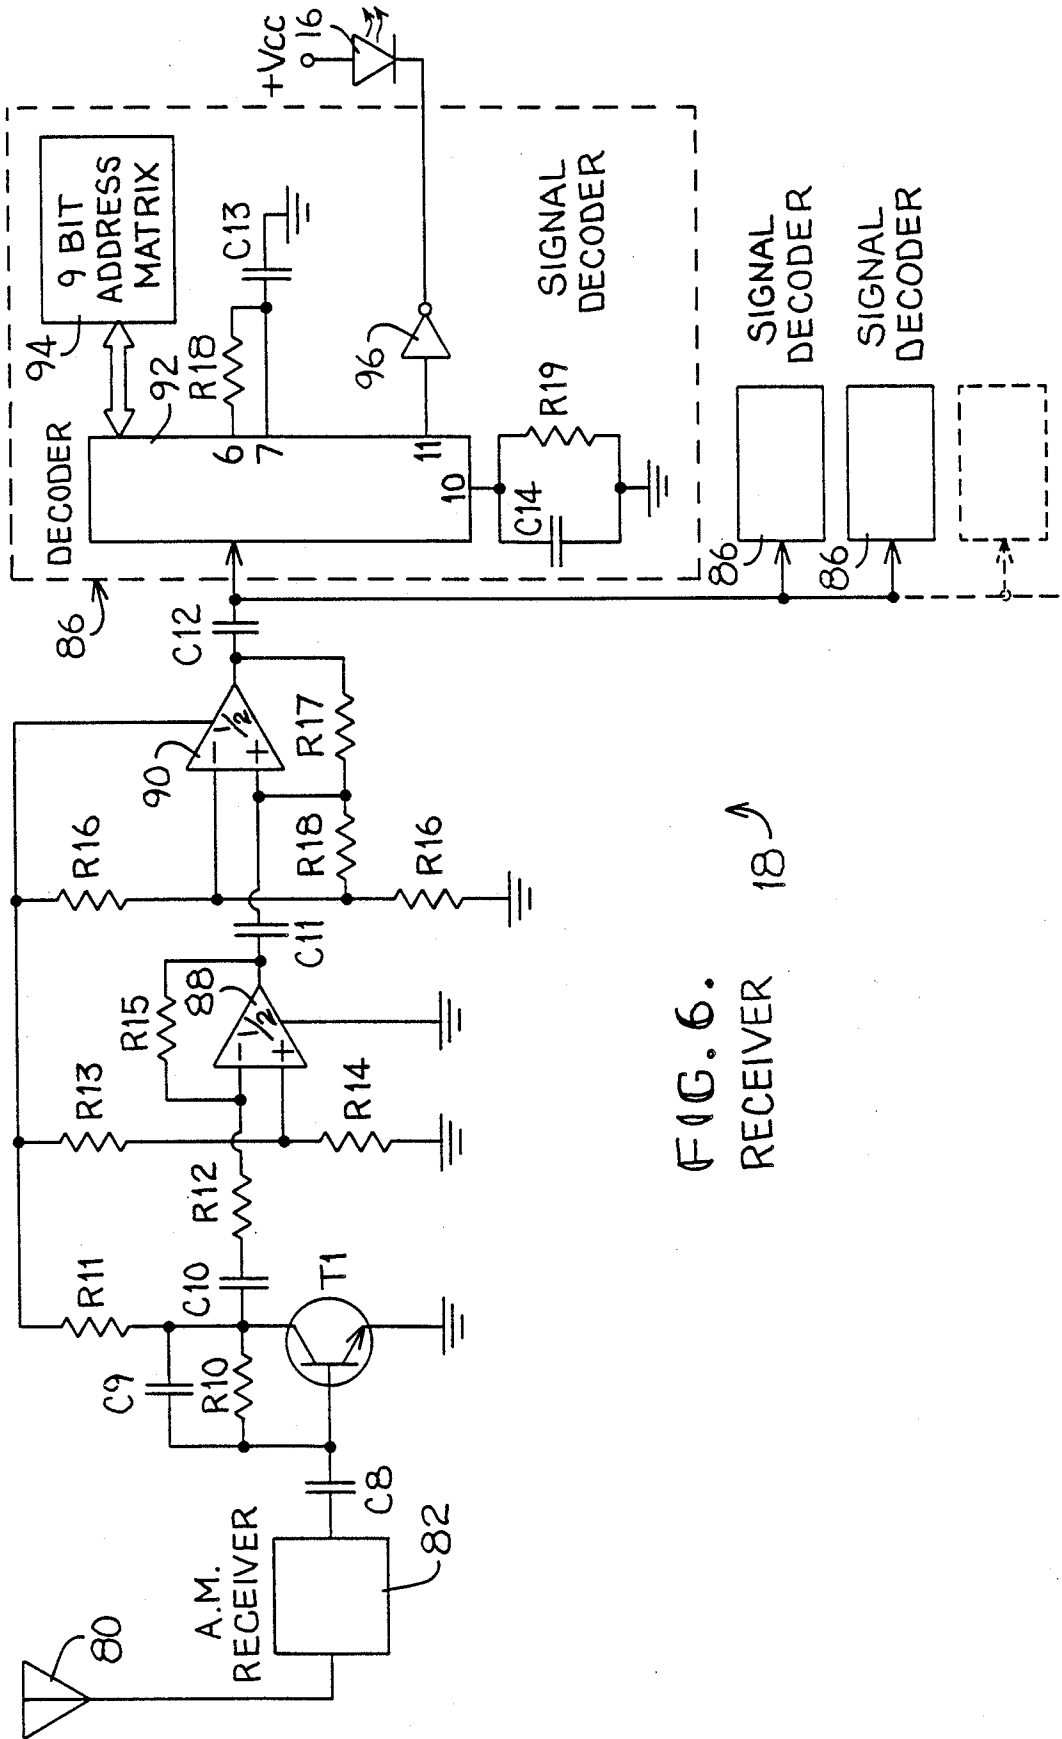 80
A.M.
RECEIVER
82
C8
C9
R10
R11
T1
C10
R12
R13
R14
R15
88
1/2
−
+
C11
R16
R18
R16
R17
90
1/2
−
+
C12
86
DECODER
92
94
9 BIT
ADDRESS
MATRIX
6
7
11
10
R18
C13
96
C14
R19
SIGNAL
DECODER
+Vcc
16
86
SIGNAL
DECODER
86
SIGNAL
DECODER
18
FIG. 6.
RECEIVER